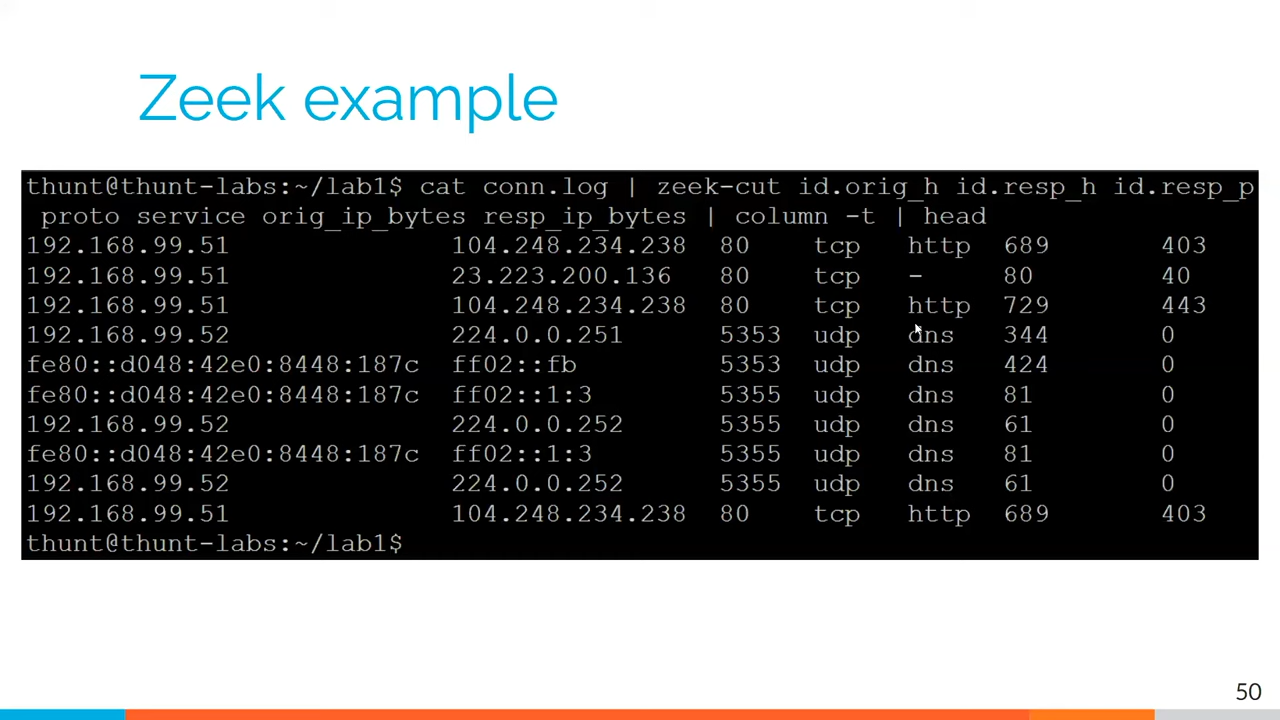 Zeek example
thunt@thunt-labs:~/lab1$ cat conn.log | zeek-cut id.orig_h id.resp_h id.resp_p
proto service orig_ip_bytes resp_ip_bytes | column -t | head
192.168.99.51 104.248.234.238 80 tcp http 689 403
192.168.99.51 23.223.200.136 80 tcp - 80 40
192.168.99.51 104.248.234.238 80 tcp http 729 443
192.168.99.52 224.0.0.251 5353 udp dns 344 0
fe80::d048:42e0:8448:187c ff02::fb 5353 udp dns 424 0
fe80::d048:42e0:8448:187c ff02::1:3 5355 udp dns 81 0
192.168.99.52 224.0.0.252 5355 udp dns 61 0
fe80::d048:42e0:8448:187c ff02::1:3 5355 udp dns 81 0
192.168.99.52 224.0.0.252 5355 udp dns 61 0
192.168.99.51 104.248.234.238 80 tcp http 689 403
thunt@thunt-labs:~/lab1$
50